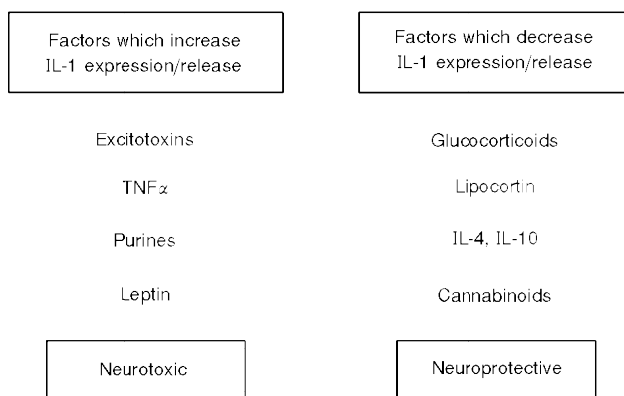 Factors which increase
IL-1 expression/release
Excitotoxins
TNFα
Purines
Leptin
Neurotoxic
Factors which decrease
IL-1 expression/release
Glucocorticoids
Lipocortin
IL-4, IL-10
Cannabinoids
Neuroprotective